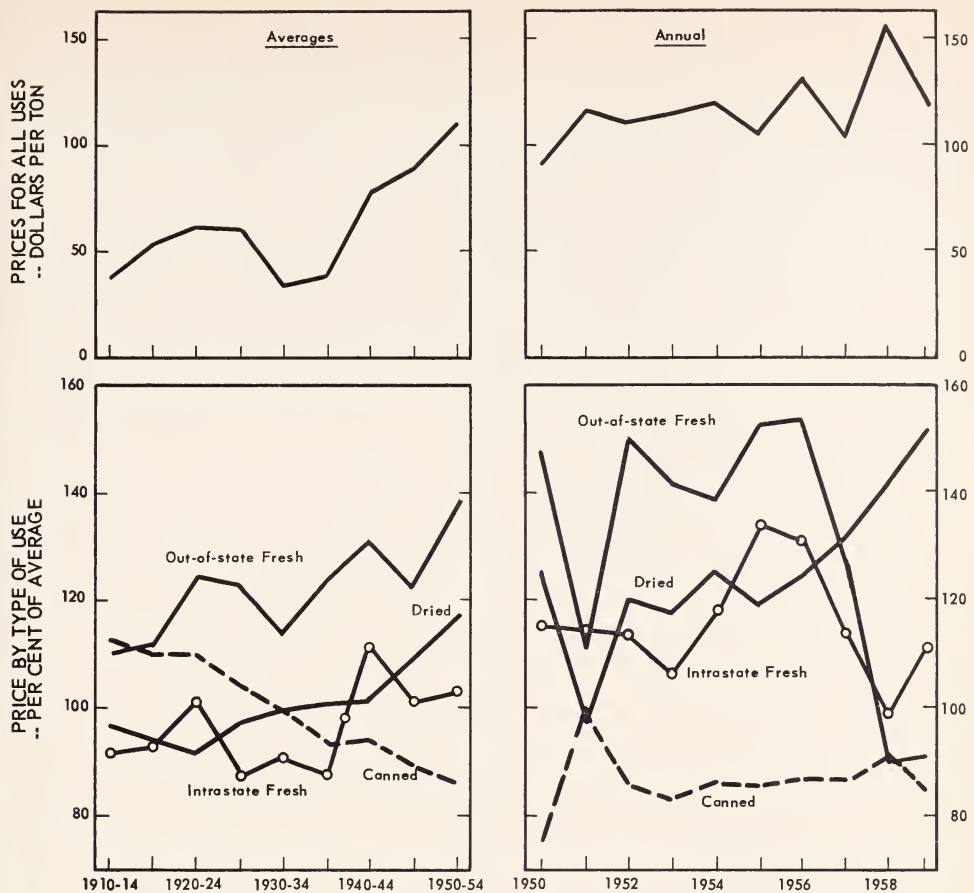 PRICES FOR ALL USES
-- DOLLARS PER TON
150
100
50
0
Averages
Annual
150
100
50
0
PRICE BY TYPE OF USE
-- PER CENT OF AVERAGE
160
140
120
100
80
Out-of-state Fresh
Dried
Intrastate Fresh
Canned
1910-14
1920-24
1930-34
1940-44
1950-54
Out-of-state Fresh
Dried
Intrastate Fresh
Canned
160
140
120
100
80
1950
1952
1954
1956
1958